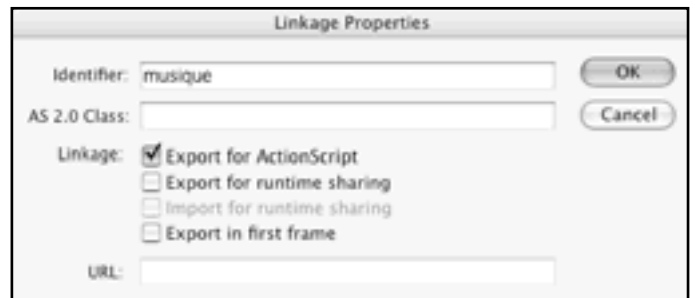 Linkage Properties
Identifier: musique
OK
AS 2.0 Class:
Cancel
Linkage: Export for ActionScript
Export for runtime sharing
Import for runtime sharing
Export in first frame
URL: